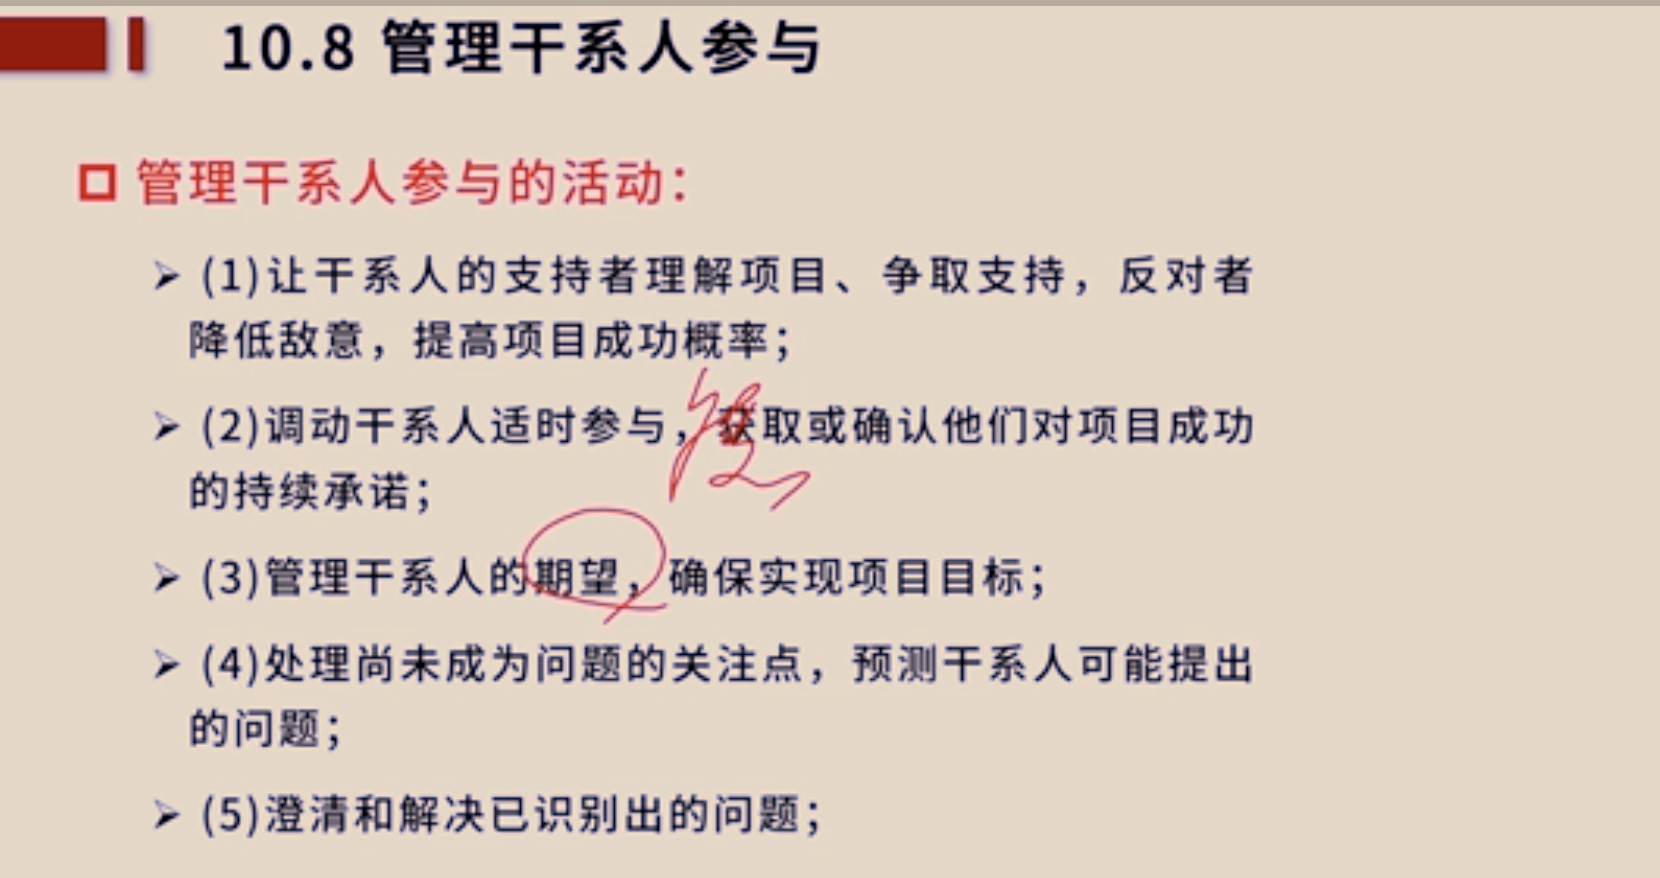 10.8 管理干系人参与
管理干系人参与的活动：
(1)让干系人的支持者理解项目、争取支持，反对者
降低敌意，提高项目成功概率；
(2)调动干系人适时参与，获取或确认他们对项目成功
的持续承诺；
(3)管理干系人的期望，确保实现项目目标；
(4)处理尚未成为问题的关注点，预测干系人可能提出
的问题；
(5)澄清和解决已识别出的问题；